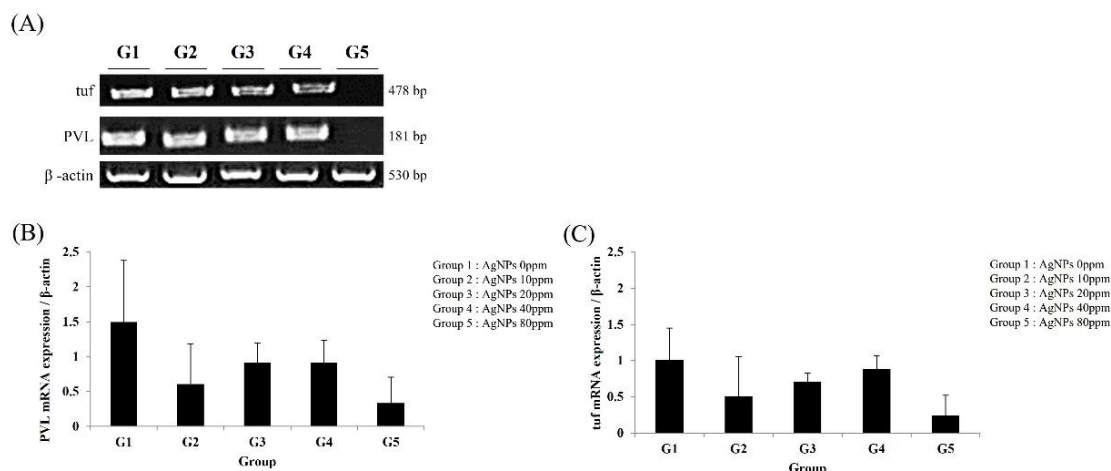 (A)
G1 G2 G3 G4 G5
tuf 478 bp
PVL 181 bp
β -actin 530 bp
(B)
PVL mRNA expression / β-actin
2.5
2
1.5
1
0.5
0
G1 G2 G3 G4 G5
Group
Group 1 : AgNPs 0ppm
Group 2 : AgNPs 10ppm
Group 3 : AgNPs 20ppm
Group 4 : AgNPs 40ppm
Group 5 : AgNPs 80ppm
(C)
tuf mRNA expression / β-actin
2.5
2
1.5
1
0.5
0
G1 G2 G3 G4 G5
Group
Group 1 : AgNPs 0ppm
Group 2 : AgNPs 10ppm
Group 3 : AgNPs 20ppm
Group 4 : AgNPs 40ppm
Group 5 : AgNPs 80ppm